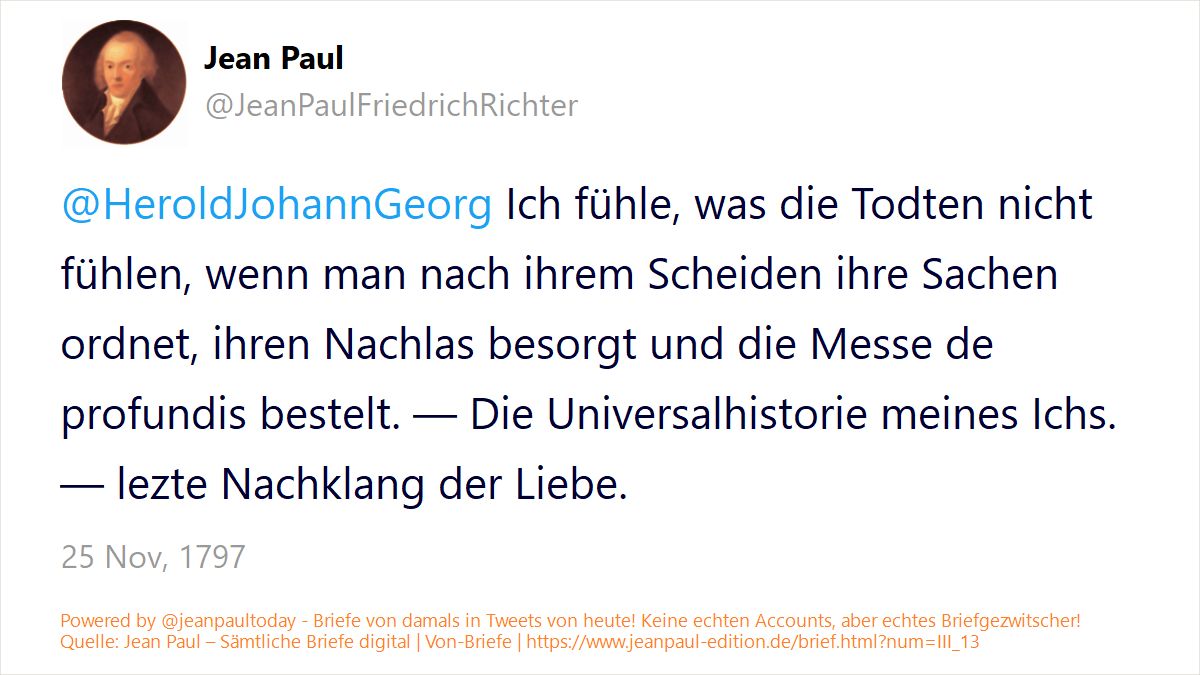 Jean Paul
@JeanPaulFriedrichRichter
@HeroldJohannGeorg Ich fühle, was die Todten nicht
fühlen, wenn man nach ihrem Scheiden ihre Sachen
ordnet, ihren Nachlas besorgt und die Messe de
profundis bestelt. — Die Universalhistorie meines Ichs.
— lezte Nachklang der Liebe.
25 Nov, 1797
Powered by @jeanpaultoday - Briefe von damals in Tweets von heute! Keine echten Accounts, aber echtes Briefgezwitscher!
Quelle: Jean Paul – Sämtliche Briefe digital | Von-Briefe | https://www.jeanpaul-edition.de/brief.html?num=III_13